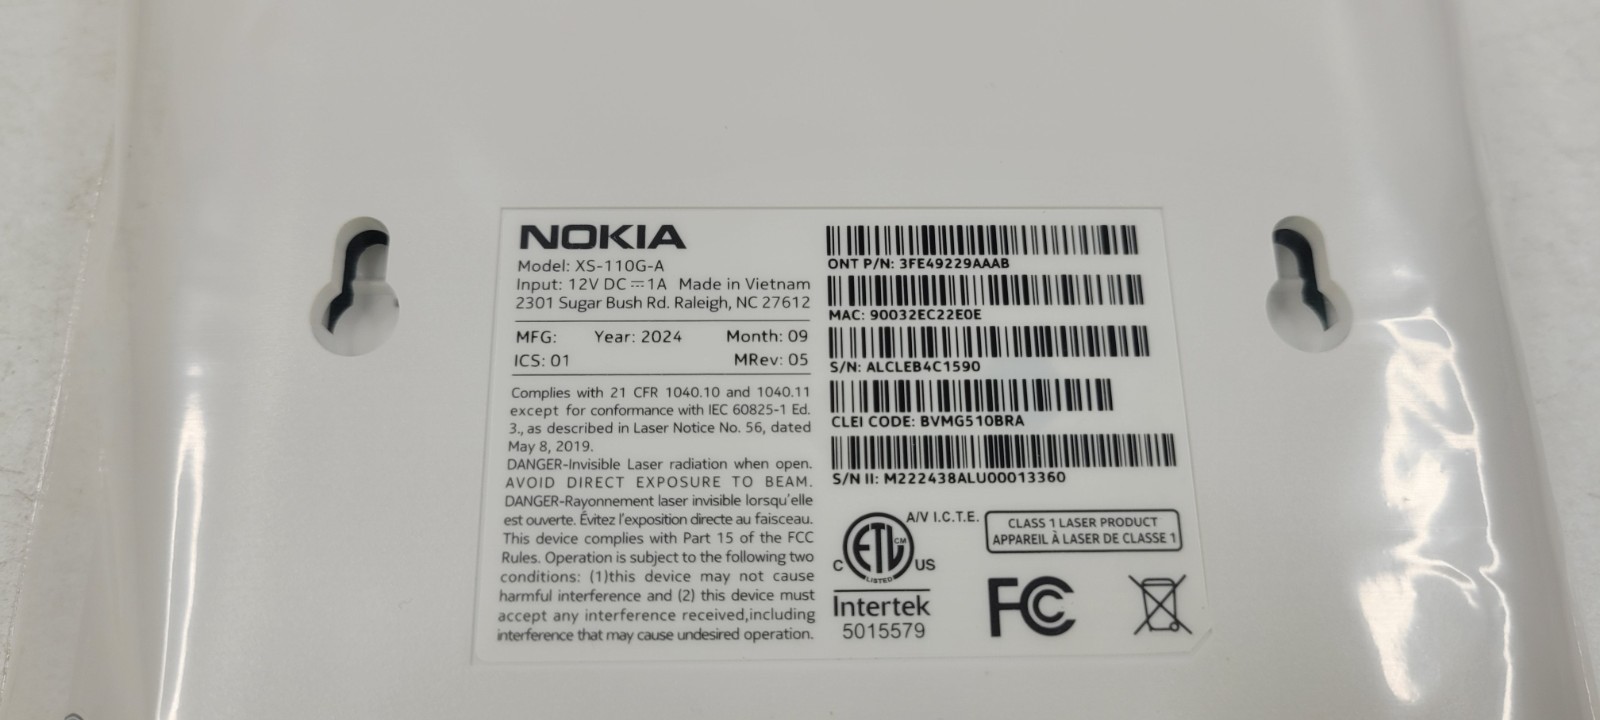 NOKIA
Model: XS-110G-A
Input: 12V DC ⎓ 1A Made in Vietnam
2301 Sugar Bush Rd. Raleigh, NC 27612
MFG: Year: 2024 Month: 09
ICS: 01 MRev: 05
Complies with 21 CFR 1040.10 and 1040.11
except for conformance with IEC 60825-1 Ed.
3., as described in Laser Notice No. 56, dated
May 8, 2019.
DANGER-Invisible Laser radiation when open.
AVOID DIRECT EXPOSURE TO BEAM.
DANGER-Rayonnement laser invisible lorsqu'elle
est ouverte. Évitez l'exposition directe au faisceau.
This device complies with Part 15 of the FCC
Rules. Operation is subject to the following two
conditions: (1)this device may not cause
harmful interference and (2) this device must
accept any interference received,including
interference that may cause undesired operation.
ONT P/N: 3FE49229AAAB
MAC: 90032EC22E0E
S/N: ALCLEB4C1590
CLEI CODE: BVMG510BRA
S/N II: M222438ALU00013360
A/V I.C.T.E.
C ETL CM US
LISTED
Intertek
5015579
CLASS 1 LASER PRODUCT
APPAREIL À LASER DE CLASSE 1
FC